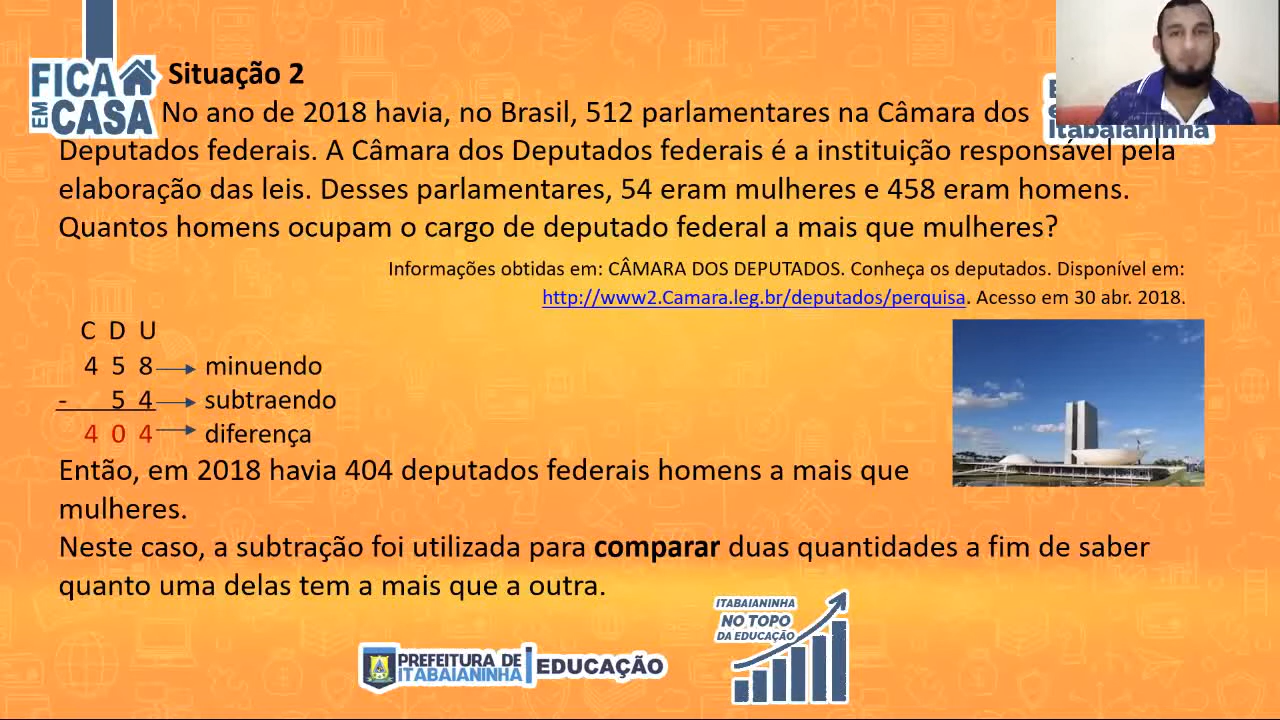 FICA
EM
CASA
Situação 2
No ano de 2018 havia, no Brasil, 512 parlamentares na Câmara dos
Deputados federais. A Câmara dos Deputados federais é a instituição responsável pela
elaboração das leis. Desses parlamentares, 54 eram mulheres e 458 eram homens.
Quantos homens ocupam o cargo de deputado federal a mais que mulheres?
Informações obtidas em: CÂMARA DOS DEPUTADOS. Conheça os deputados. Disponível em:
http://www2.Camara.leg.br/deputados/perquisa. Acesso em 30 abr. 2018.
C D U
4 5 8 minuendo
- 5 4 subtraendo
4 0 4 diferença
Então, em 2018 havia 404 deputados federais homens a mais que
mulheres.
Neste caso, a subtração foi utilizada para comparar duas quantidades a fim de saber
quanto uma delas tem a mais que a outra.
ITABAIANINHA
NO TOPO
DA EDUCAÇÃO
PREFEITURA DE
ITABAIANINHA
EDUCAÇÃO
Itabaianinha